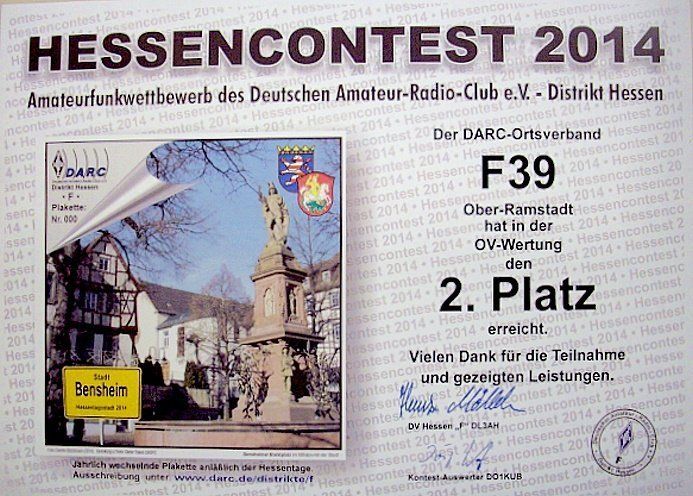 HESSENCONTEST 2014
Amateurfunkwettbewerb des Deutschen Amateur-Radio-Club e.V. - Distrikt Hessen
DARC
Distrikt Hessen
- F -
Plakette:
Nr. 000
Stadt
Bensheim
Hessentagsstadt 2014
Jährlich wechselnde Plakette anläßlich der Hessentage.
Ausschreibung unter www.darc.de/distrikte/f
Der DARC-Ortsverband
F39
Ober-Ramstadt
hat in der
OV-Wertung
den
2. Platz
erreicht.
Vielen Dank für die Teilnahme
und gezeigten Leistungen.
DV Hessen „F" DL3AH
Kontest-Auswerter DO1KUB